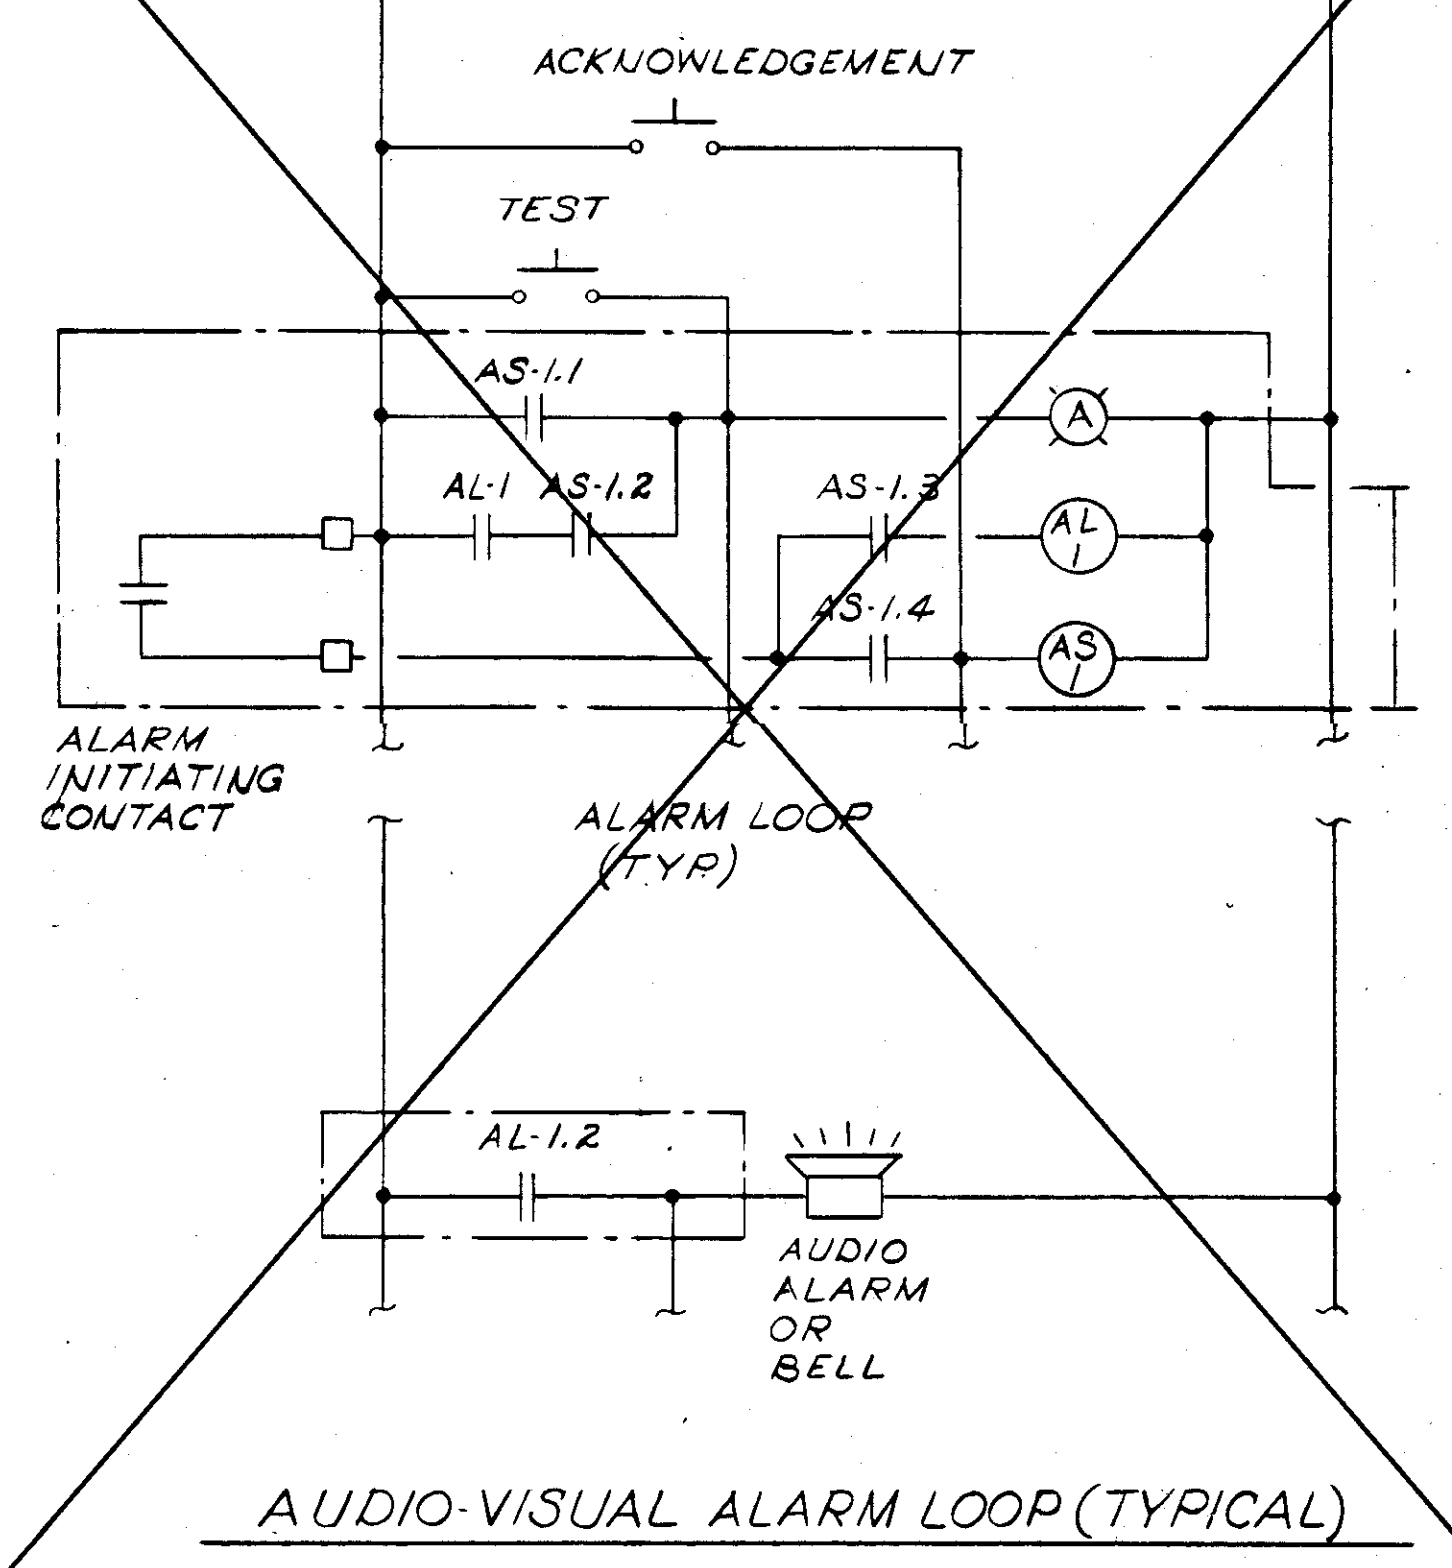 ACKNOWLEDGEMENT
TEST
AS-1.1
A
AL-1 AS-1.2
AS-1.3
AL
1
AS-1.4
AS
1
ALARM
INITIATING
CONTACT
ALARM LOOP
(TYP)
AL-1.2
AUDIO
ALARM
OR
BELL
AUDIO-VISUAL ALARM LOOP (TYPICAL)